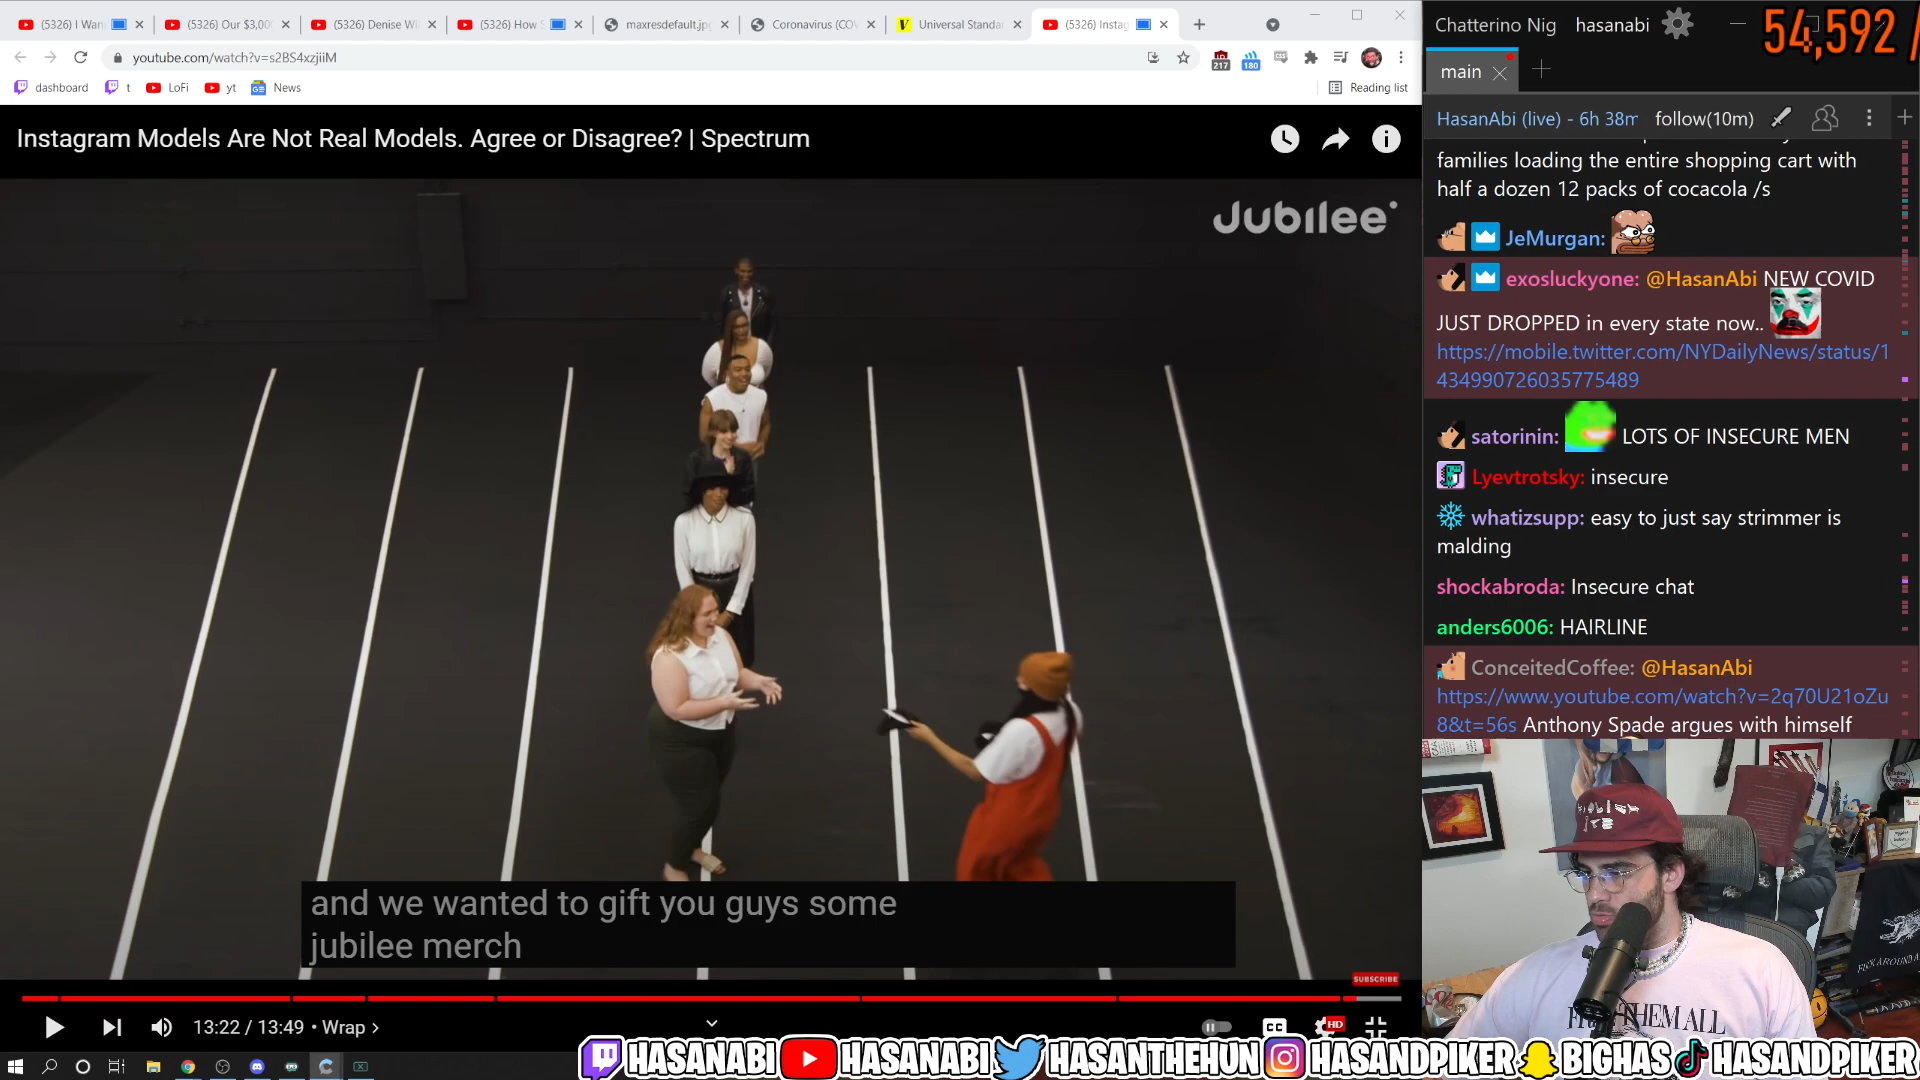 (5326) I Wan
(5326) Our $3,00
(5326) Denise Wi
(5326) How S
maxresdefault.jp
Coronavirus (CO
Universal Standa
(5326) Instag
youtube.com/watch?v=s2BS4xzjiiM
217
180
dashboard
t
LoFi
yt
News
Reading list
Instagram Models Are Not Real Models. Agree or Disagree? | Spectrum
Jubilee
and we wanted to gift you guys some
jubilee merch
SUBSCRIBE
13:22 / 13:49 • Wrap >
CC
HD
Chatterino Nig
hasanabi
54,592 /
main
HasanAbi (live) - 6h 38m
follow(10m)
families loading the entire shopping cart with
half a dozen 12 packs of cocacola /s
JeMurgan:
exosluckyone: @HasanAbi NEW COVID
JUST DROPPED in every state now..
https://mobile.twitter.com/NYDailyNews/status/1
434990726035775489
satorinin: LOTS OF INSECURE MEN
Lyevtrotsky: insecure
whatizsupp: easy to just say strimmer is
malding
shockabroda: Insecure chat
anders6006: HAIRLINE
ConceitedCoffee: @HasanAbi
https://www.youtube.com/watch?v=2q70U21oZu
8&t=56s Anthony Spade argues with himself
THEM ALL
HASANABI
HASANABI
HASANTHEHUN
HASANDPIKER
BIGHAS
HASANDPIKER